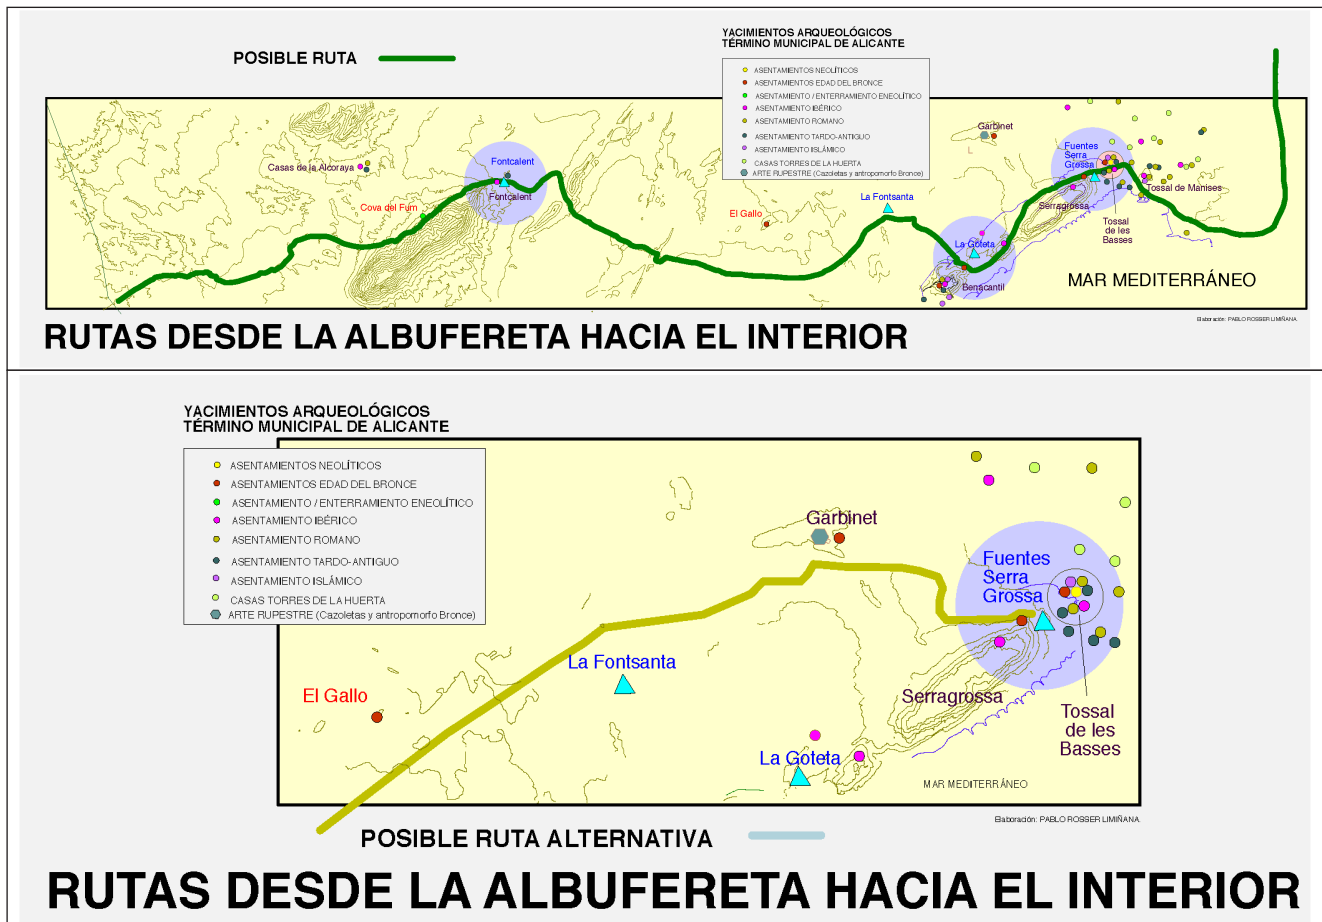 POSIBLE RUTA
YACIMIENTOS ARQUEOLÓGICOS
TÉRMINO MUNICIPAL DE ALICANTE
ASENTAMIENTOS NEOLÍTICOS
ASENTAMIENTOS EDAD DEL BRONCE
ASENTAMIENTO / ENTERRAMIENTO ENEOLÍTICO
ASENTAMIENTO IBÉRICO
ASENTAMIENTO ROMANO
ASENTAMIENTO TARDO-ANTIGUO
ASENTAMIENTO IISLÁMICO
CASAS TORRES DE LA HUERTA
ARTE RUPESTRE (Cazoletas y antropomorfo Bronce)
Garbinet
Fuentes
Serra
Grossa
Casas de la Alcoraya
Fontcalent
Fontcalent
Cova del Fum
La Fontsanta
El Gallo
Tossal de Manises
Serragrossa
Tossal
de les
Basses
La Goteta
Benacantil
MAR MEDITERRÁNEO
Elaboración: PABLO ROSSER LIMIÑANA.
RUTAS DESDE LA ALBUFERETA HACIA EL INTERIOR
YACIMIENTOS ARQUEOLÓGICOS
TÉRMINO MUNICIPAL DE ALICANTE
ASENTAMIENTOS NEOLÍTICOS
ASENTAMIENTOS EDAD DEL BRONCE
ASENTAMIENTO / ENTERRAMIENTO ENEOLÍTICO
ASENTAMIENTO IBÉRICO
ASENTAMIENTO ROMANO
ASENTAMIENTO TARDO-ANTIGUO
ASENTAMIENTO IISLÁMICO
CASAS TORRES DE LA HUERTA
ARTE RUPESTRE (Cazoletas y antropomorfo Bronce)
Garbinet
Fuentes
Serra
Grossa
La Fontsanta
El Gallo
Serragrossa
Tossal
de les
Basses
La Goteta
MAR MEDITERRÁNEO
Elaboración: PABLO ROSSER LIMIÑANA.
POSIBLE RUTA ALTERNATIVA
RUTAS DESDE LA ALBUFERETA HACIA EL INTERIOR